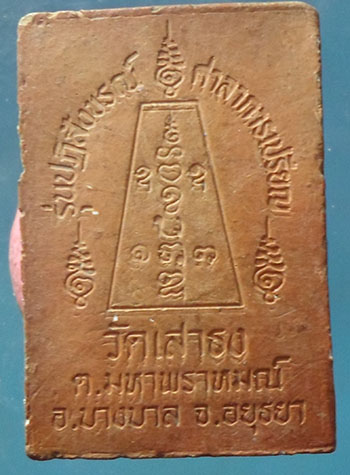 รุ่นปฏิสังขรณ์ ศาลาการเปรียญ
วัดเสาธง
ต.มหาพราหมณ์
อ.บางบาล จ.อยุธยา